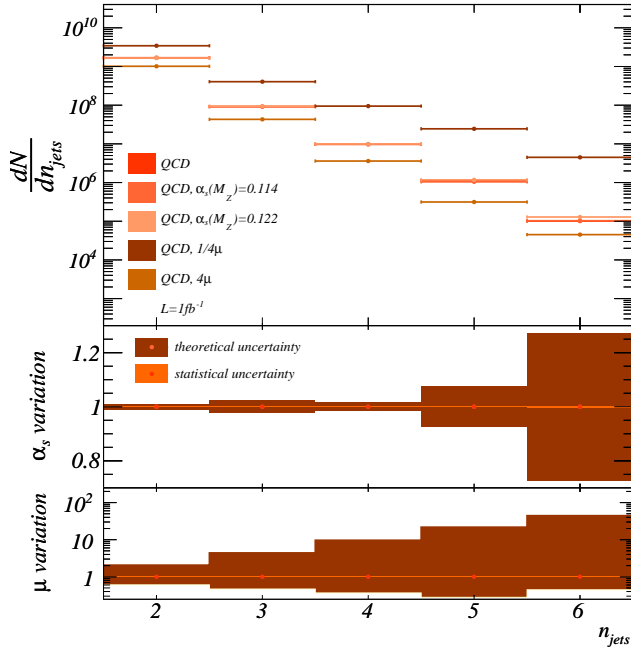 10^10
10^8
10^6
10^4
dN
dn_jets
QCD
QCD, α_s(M_Z)=0.114
QCD, α_s(M_Z)=0.122
QCD, 1/4μ
QCD, 4μ
L=1fb^-1
1.2
1
0.8
α_s variation
theoretical uncertainty
statistical uncertainty
10^2
10
1
μ variation
2 3 4 5 6
n_jets